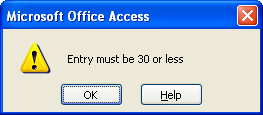 Microsoft Office Access
Entry must be 30 or less
OK
Help